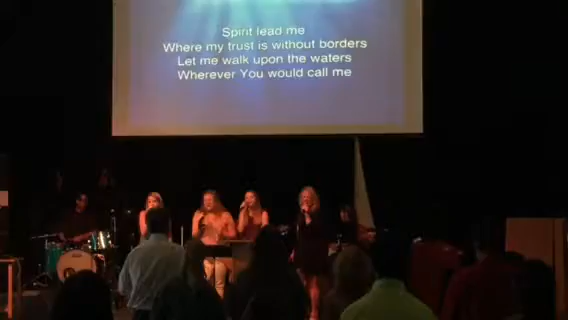 Spirit lead me
Where my trust is without borders
Let me walk upon the waters
Wherever You would call me